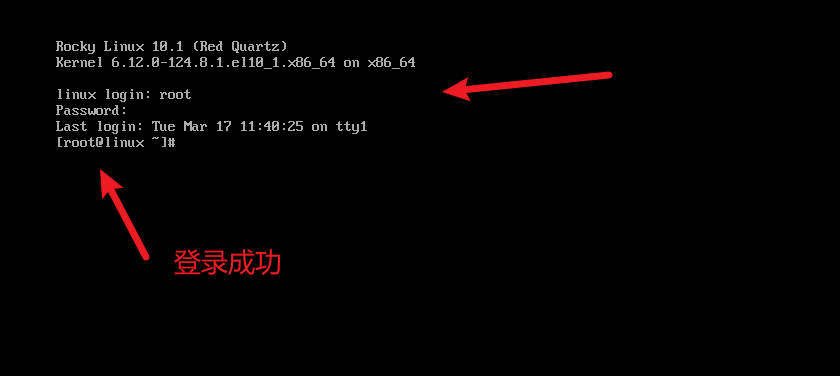 Rocky Linux 10.1 (Red Quartz)
Kernel 6.12.0-124.8.1.el10_1.x86_64 on x86_64
linux login: root
Password:
Last login: Tue Mar 17 11:40:25 on tty1
[root@linux ~]#
登录成功